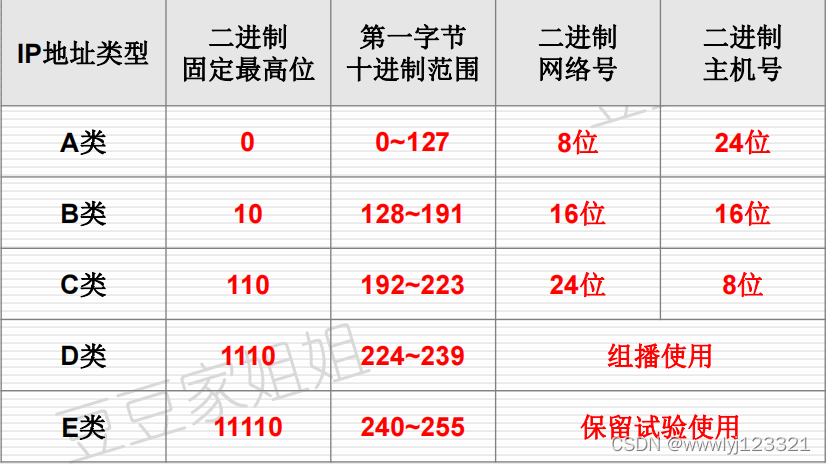 IP地址类型 二进制 固定最高位 第一字节 十进制范围 二进制 网络号 二进制 主机号
A类 0 0~127 8位 24位
B类 10 128~191 16位 16位
C类 110 192~223 24位 8位
D类 1110 224~239 组播使用
E类 11110 240~255 保留试验使用
豆豆家姐姐
CSDN @wwwlyj123321